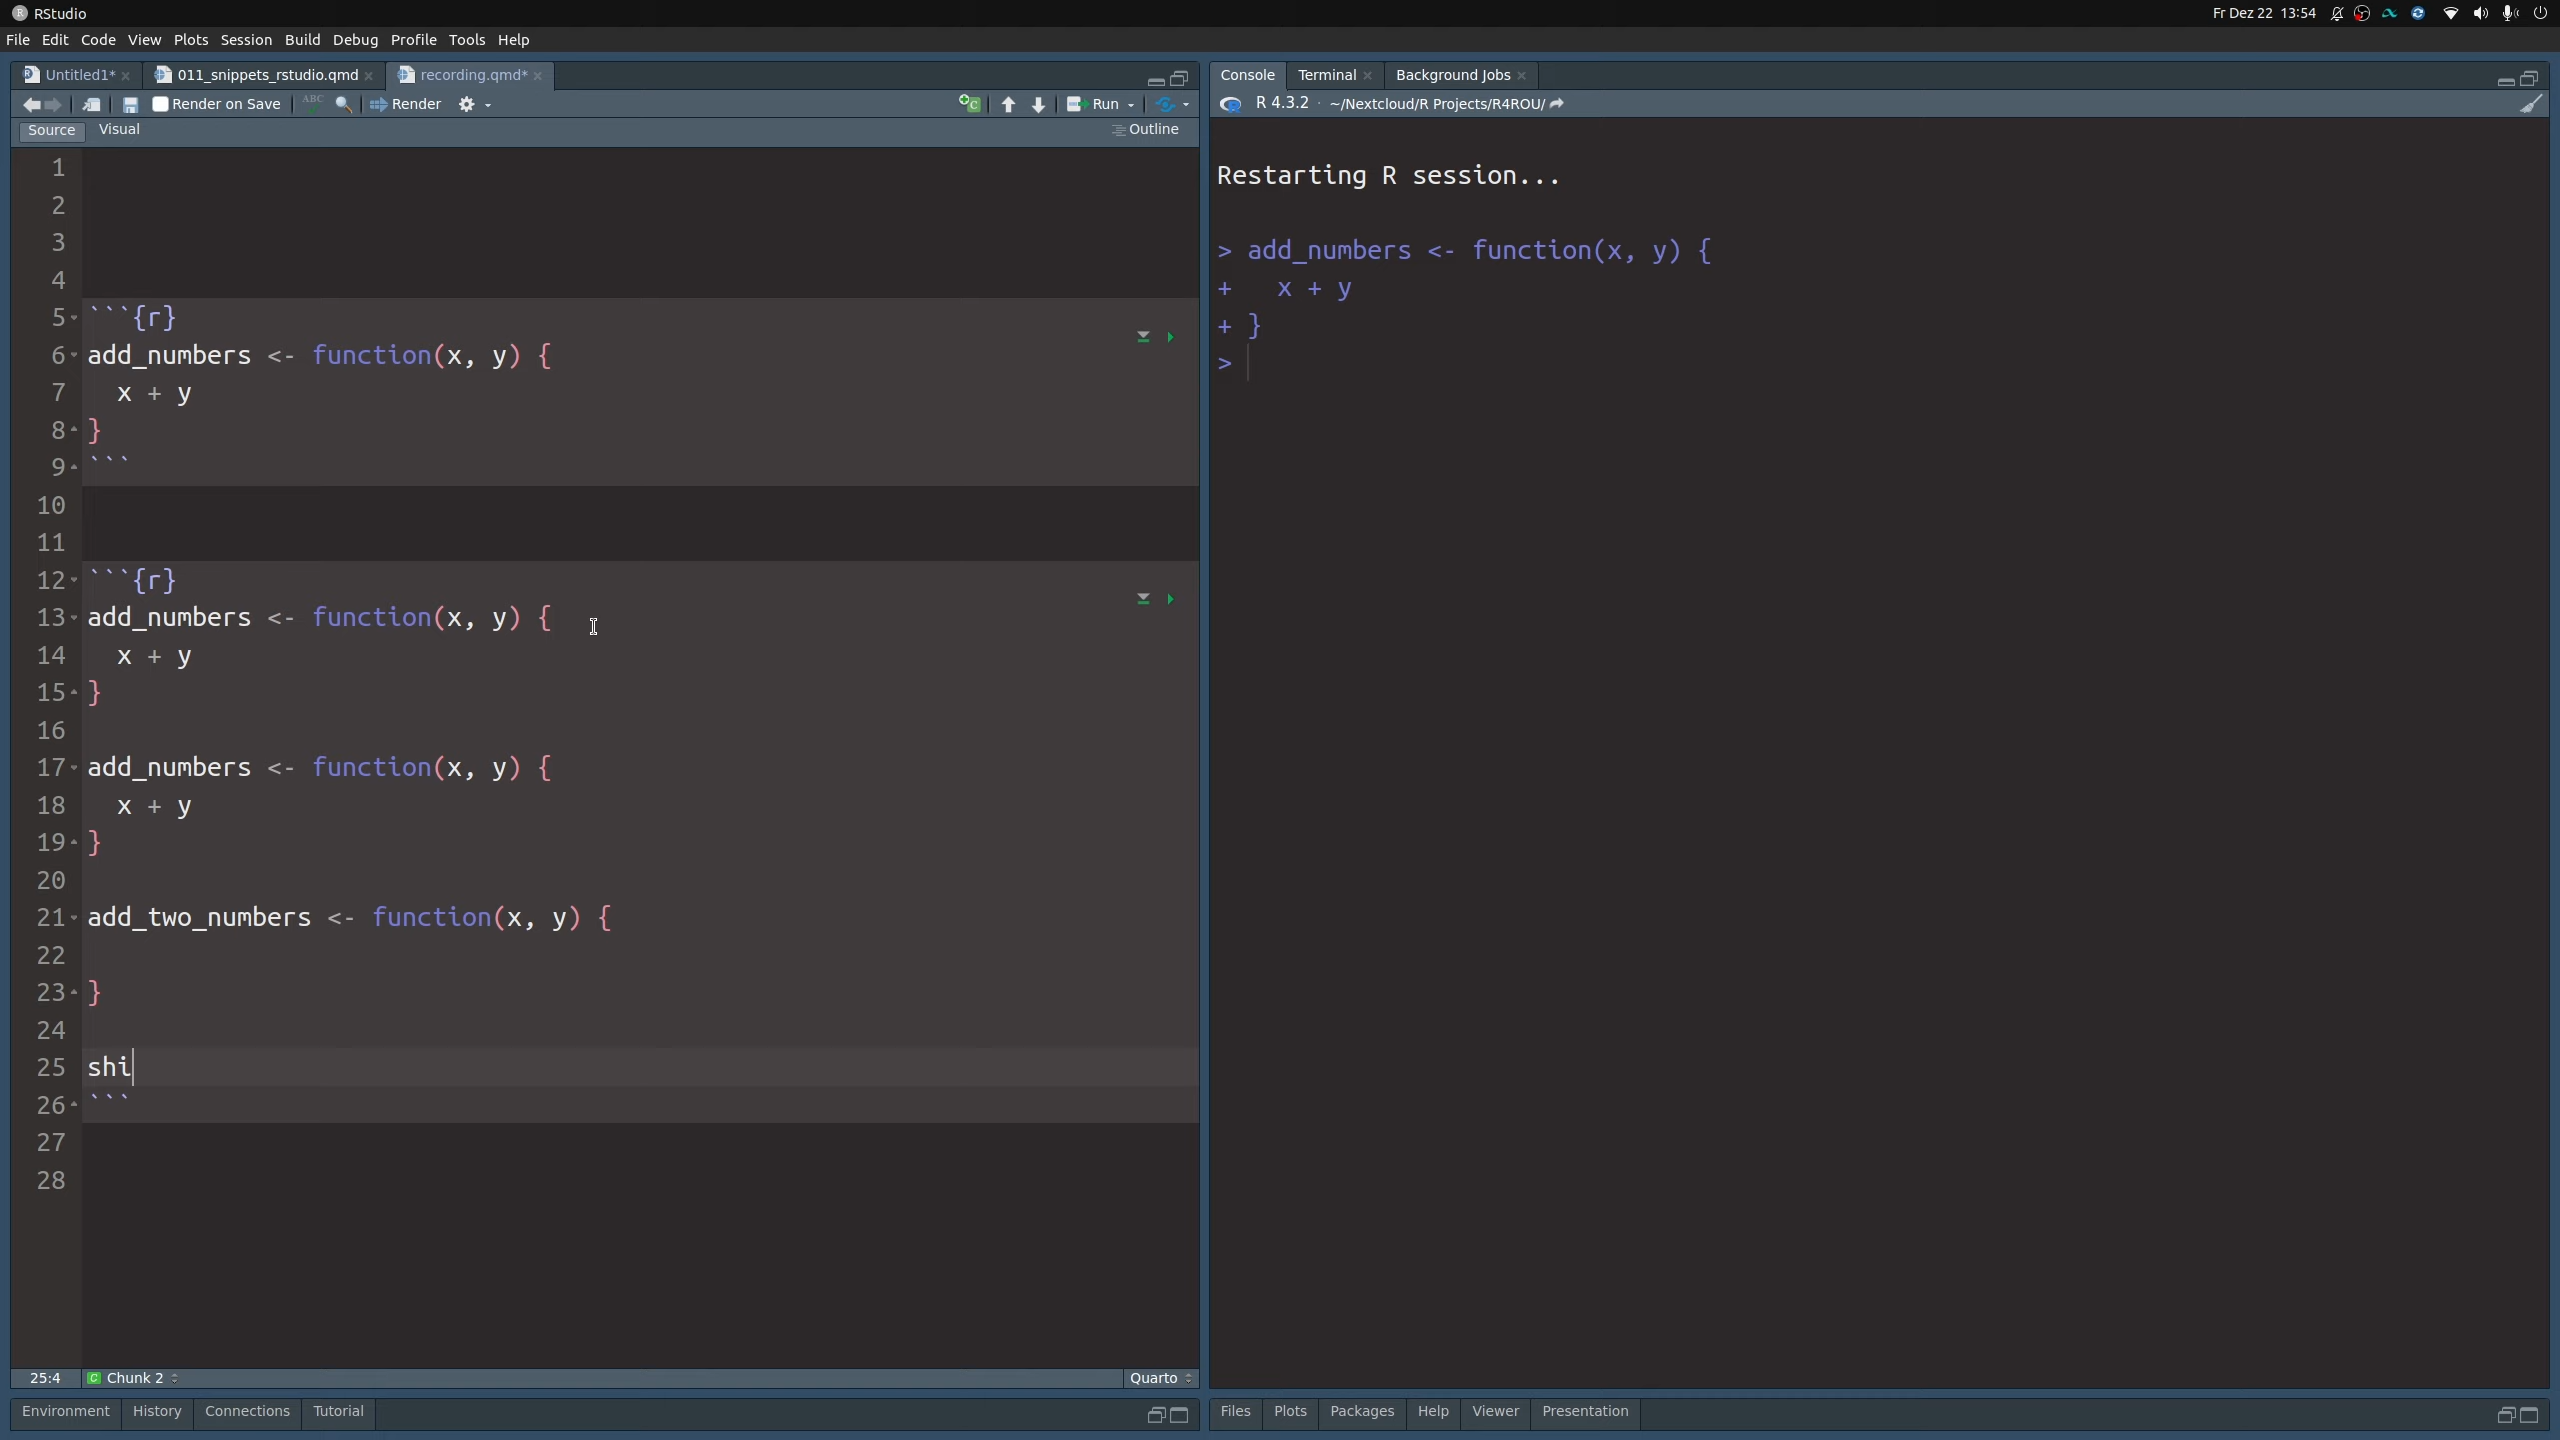 RStudio
Fr Dez 22 13:54
File Edit Code View Plots Session Build Debug Profile Tools Help
Untitled1* 011_snippets_rstudio.qmd recording.qmd*
Render on Save ABC Render Run
Source Visual Outline
1
2
3
4
5 ```{r}
6 add_numbers <- function(x, y) {
7   x + y
8 }
9 ```
10
11
12 ```{r}
13 add_numbers <- function(x, y) {
14   x + y
15 }
16
17 add_numbers <- function(x, y) {
18   x + y
19 }
20
21 add_two_numbers <- function(x, y) {
22
23 }
24
25 shi
26 ```
27
28
25:4 C Chunk 2 Quarto
Environment History Connections Tutorial
Console Terminal Background Jobs
R 4.3.2 · ~/Nextcloud/R Projects/R4ROU/
Restarting R session...
> add_numbers <- function(x, y) {
+   x + y
+ }
>
Files Plots Packages Help Viewer Presentation